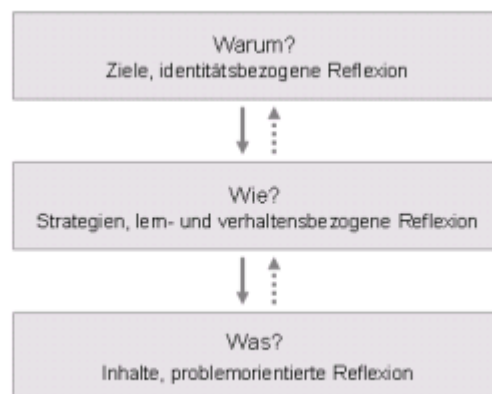 Warum?
Ziele, identitätsbezogene Reflexion
Wie?
Strategien, lern- und verhaltensbezogene Reflexion
Was?
Inhalte, problemorientierte Reflexion